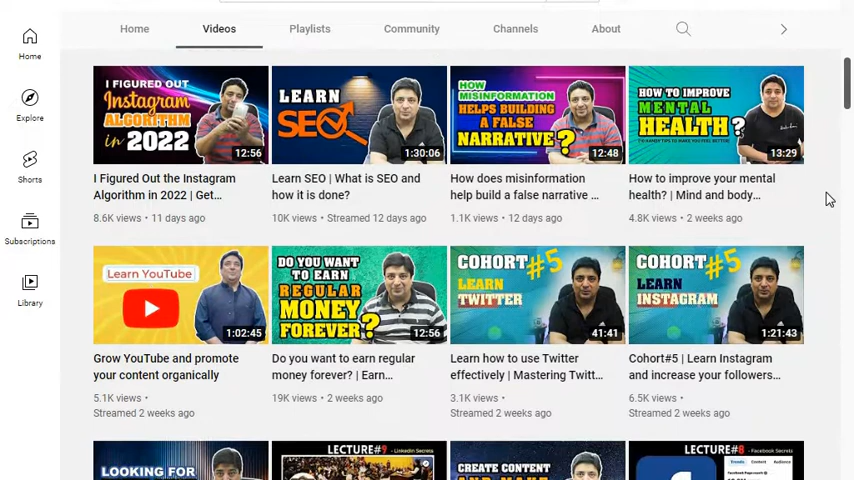 Home Videos Playlists Community Channels About
Home
Explore
Shorts
Subscriptions
Library
I FIGURED OUT
Instagram
ALGORITHM
in 2022
12:56
LEARN
SEO
1:30:06
HOW
MISINFORMATION
HELPS BUILDING
A FALSE
NARRATIVE?
12:48
HOW TO IMPROVE
MENTAL
HEALTH?
13:29
I Figured Out the Instagram
Algorithm in 2022 | Get...
8.6K views • 11 days ago
Learn SEO | What is SEO and
how it is done?
10K views • Streamed 12 days ago
How does misinformation
help build a false narrative ...
1.1K views • 12 days ago
How to improve your mental
health? | Mind and body...
4.8K views • 2 weeks ago
Learn YouTube
1:02:45
DO YOU WANT
TO EARN
REGULAR
MONEY
FOREVER?
12:56
COHORT#5
LEARN
TWITTER
41:41
COHORT#5
LEARN
INSTAGRAM
1:21:43
Grow YouTube and promote
your content organically
5.1K views •
Streamed 2 weeks ago
Do you want to earn regular
money forever? | Earn...
19K views • 2 weeks ago
Learn how to use Twitter
effectively | Mastering Twitt...
3.1K views •
Streamed 2 weeks ago
Cohort#5 | Learn Instagram
and increase your followers...
6.5K views •
Streamed 2 weeks ago
LOOKING FOR
LECTURE#9 - LinkedIn Secrets
CREATE CONTENT
LECTURE#8 - Facebook Secrets